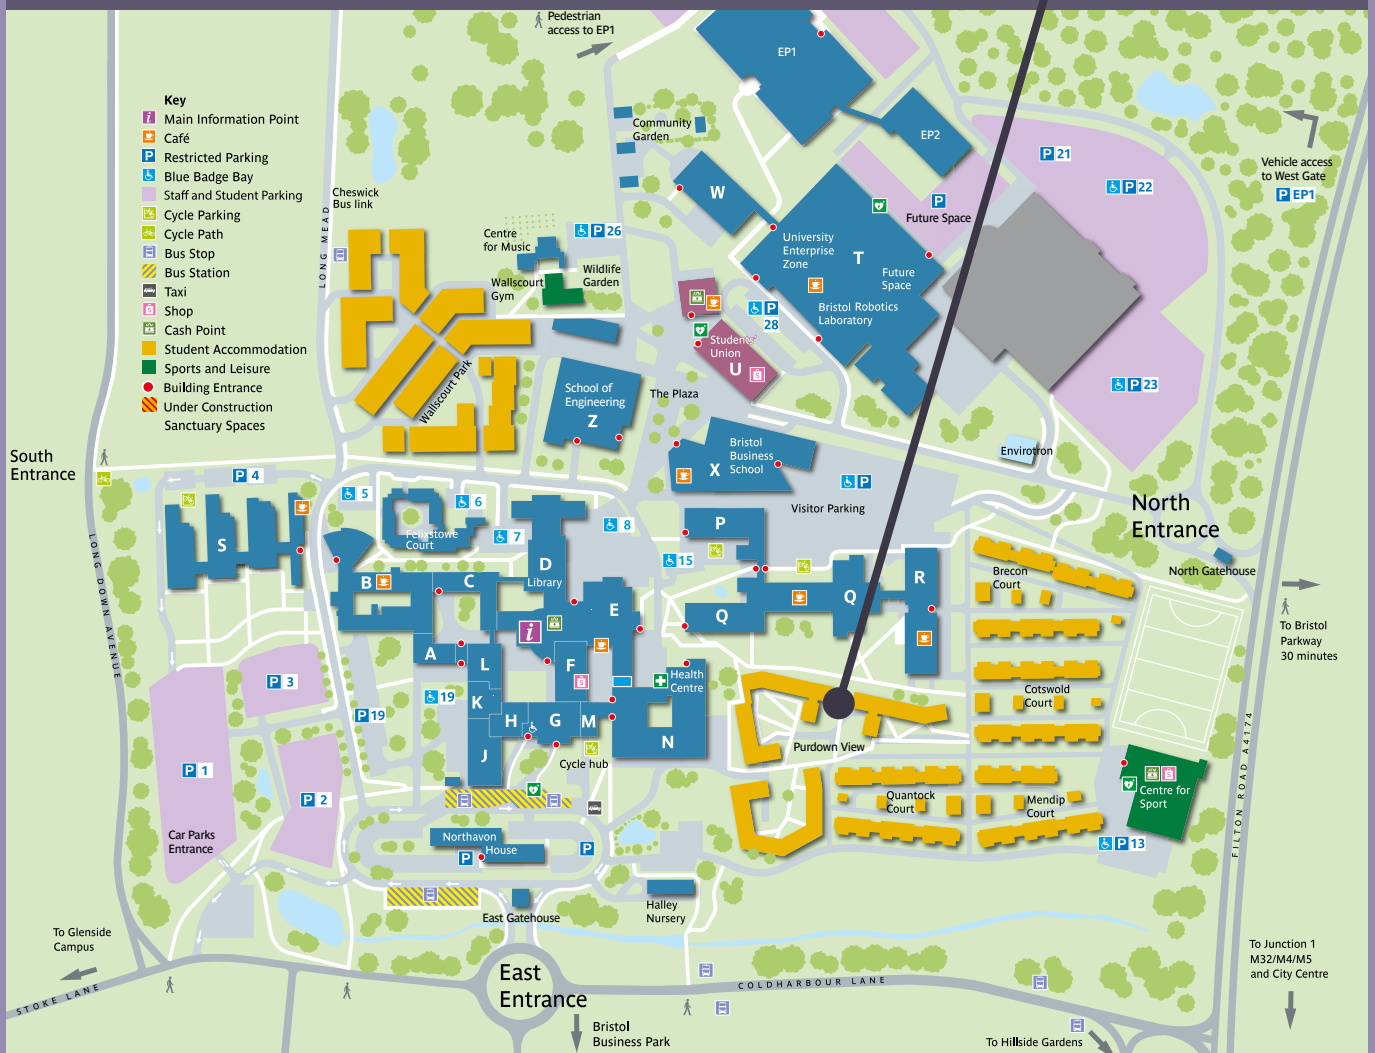 Pedestrian
access to EP1
EP1
Key
Main Information Point
Café
P Restricted Parking
Blue Badge Bay
Staff and Student Parking
Cycle Parking
Cycle Path
Bus Stop
Bus Station
Taxi
Shop
Cash Point
Student Accommodation
Sports and Leisure
Building Entrance
Under Construction
Sanctuary Spaces
Community
Garden
EP2
P 21
P 22
Vehicle access
to West Gate
P EP1
Cheswick
Bus link
LONG MEAD
W
P
Future Space
Centre
for Music
P 26
University
Enterprise
Zone
T
Future
Space
Wallscourt
Gym
Wildlife
Garden
Bristol Robotics
Laboratory
P
28
Students'
Union
U
Wallscourt Park
School of
Engineering
Z
The Plaza
P 23
South
Entrance
P 4
5
6
7
8
Bristol
Business
School
X
Envirotron
P
Visitor Parking
North
Entrance
North Gatehouse
LONG DOWN AVENUE
S
Felixstowe
Court
D
Library
P
15
B
C
E
Q
Q
R
Brecon
Court
To Bristol
Parkway
30 minutes
A
L
i
F
Health
Centre
P 3
19
P 19
K
H
G
M
N
J
Cycle hub
Cotswold
Court
Purdown View
P 1
P 2
Quantock
Court
Mendip
Court
Centre for
Sport
P 13
FILTON ROAD A4174
Car Parks
Entrance
Northavon
House
P
P
East Gatehouse
Halley
Nursery
To Glenside
Campus
STOKE LANE
East
Entrance
COLDHARBOUR LANE
To Junction 1
M32/M4/M5
and City Centre
Bristol
Business Park
To Hillside Gardens